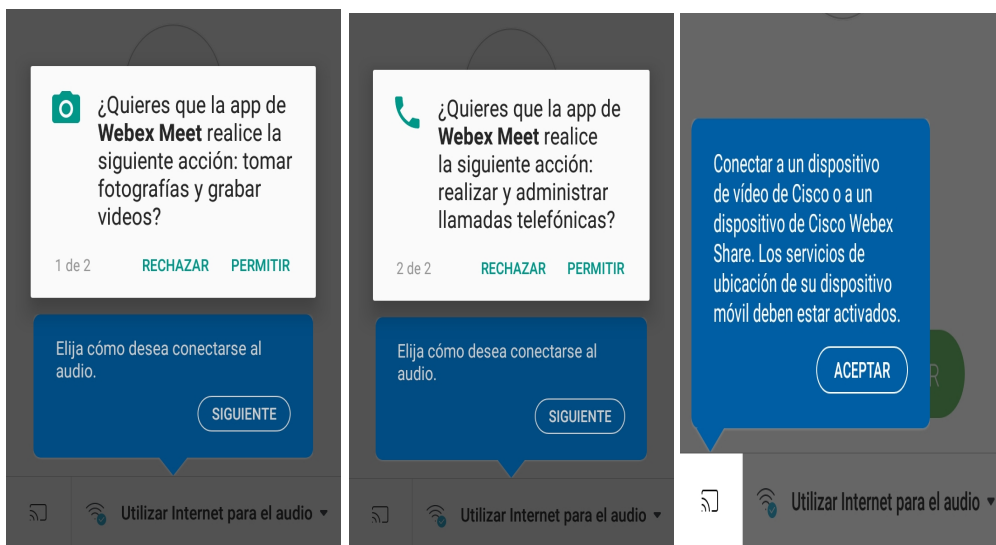 ¿Quieres que la app de
Webex Meet realice la
siguiente acción: tomar
fotografías y grabar
videos?
1 de 2 RECHAZAR PERMITIR
Elija cómo desea conectarse al
audio.
SIGUIENTE
Utilizar Internet para el audio
¿Quieres que la app de
Webex Meet realice
la siguiente acción:
realizar y administrar
llamadas telefónicas?
2 de 2 RECHAZAR PERMITIR
Elija cómo desea conectarse al
audio.
SIGUIENTE
Utilizar Internet para el audio
Conectar a un dispositivo
de vídeo de Cisco o a un
dispositivo de Cisco Webex
Share. Los servicios de
ubicación de su dispositivo
móvil deben estar activados.
ACEPTAR
R
Utilizar Internet para el audio